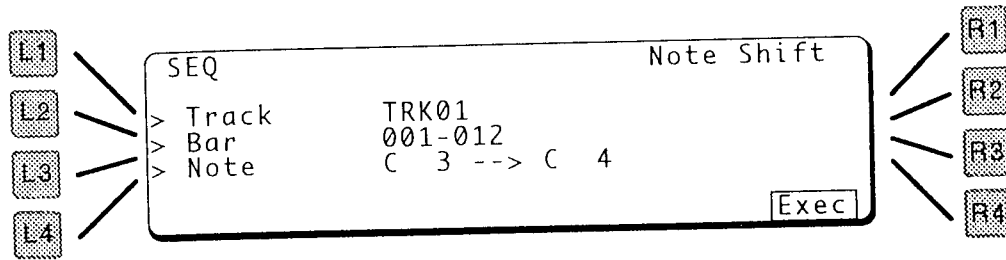 L1
L2
L3
L4
SEQ Note Shift
> Track TRK01
> Bar 001-012
> Note C 3 --> C 4
Exec
R1
R2
R3
R4